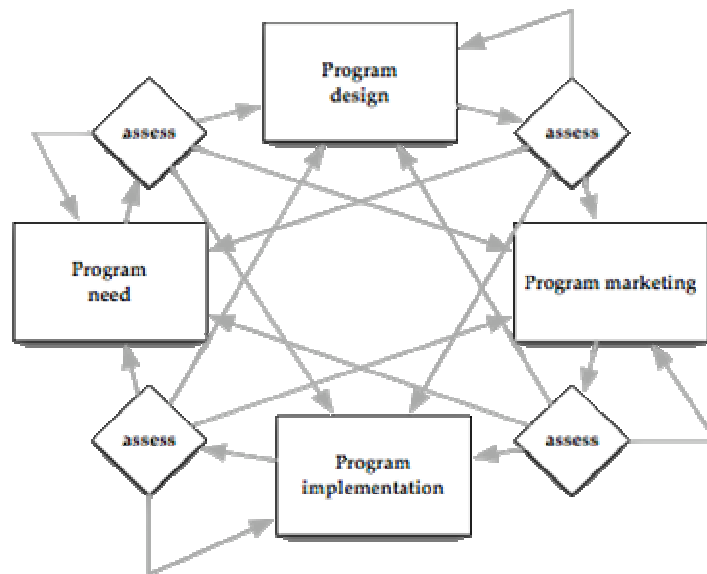 Program
design
assess
assess
Program
need
Program marketing
assess
assess
Program
implementation